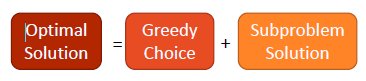 Optimal
Solution
=
Greedy
Choice
+
Subproblem
Solution